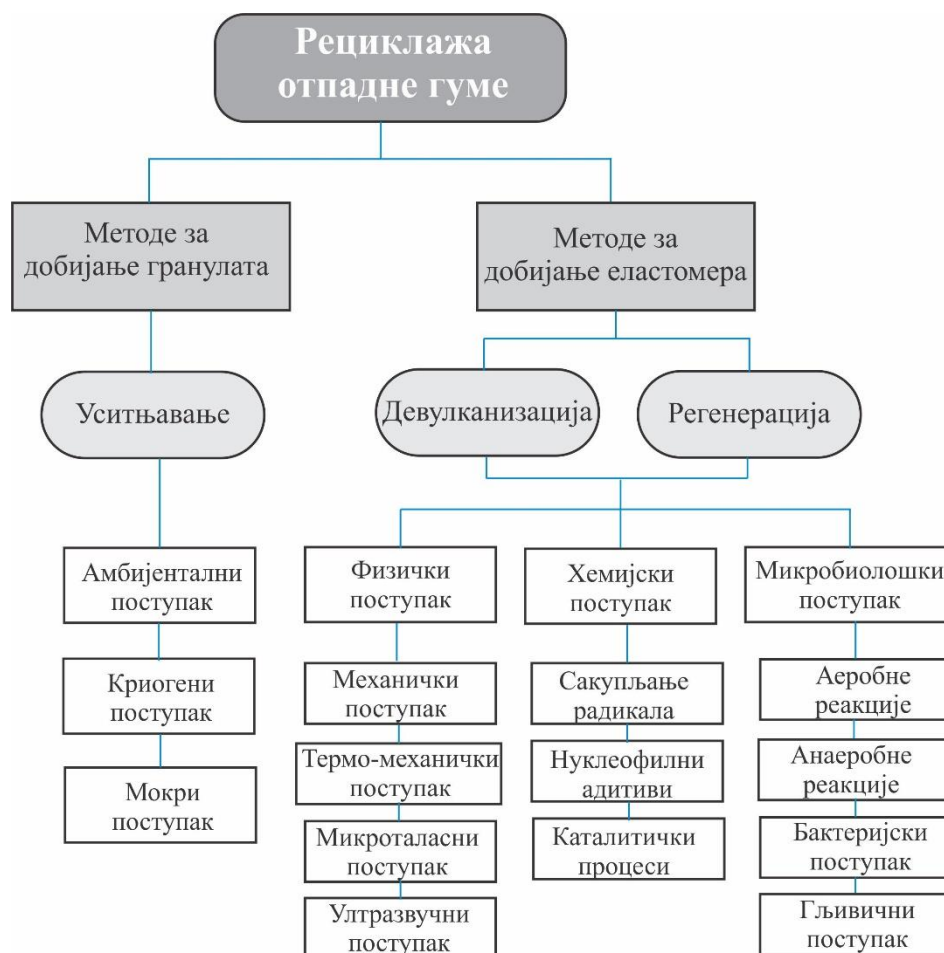 Рециклажа
отпадне гуме
Методе за
добијање гранулата
Методе за
добијање еластомера
Уситњавање
Девулканизација
Регенерација
Амбијентални
поступак
Криогени
поступак
Мокри
поступак
Физички
поступак
Механички
поступак
Термо-механички
поступак
Микроталасни
поступак
Ултразвучни
поступак
Хемијски
поступак
Сакупљање
радикала
Нуклеофилни
адитиви
Каталитички
процеси
Микробиолошки
поступак
Аеробне
реакције
Анаеробне
реакције
Бактеријски
поступак
Гљивични
поступак